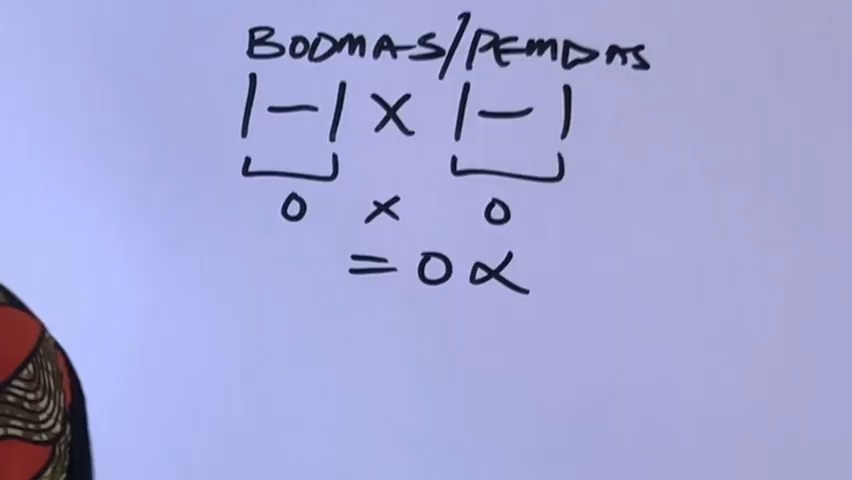 BODMAS/PEMDAS
1-1 × 1-1
0 × 0
= 0 ∝